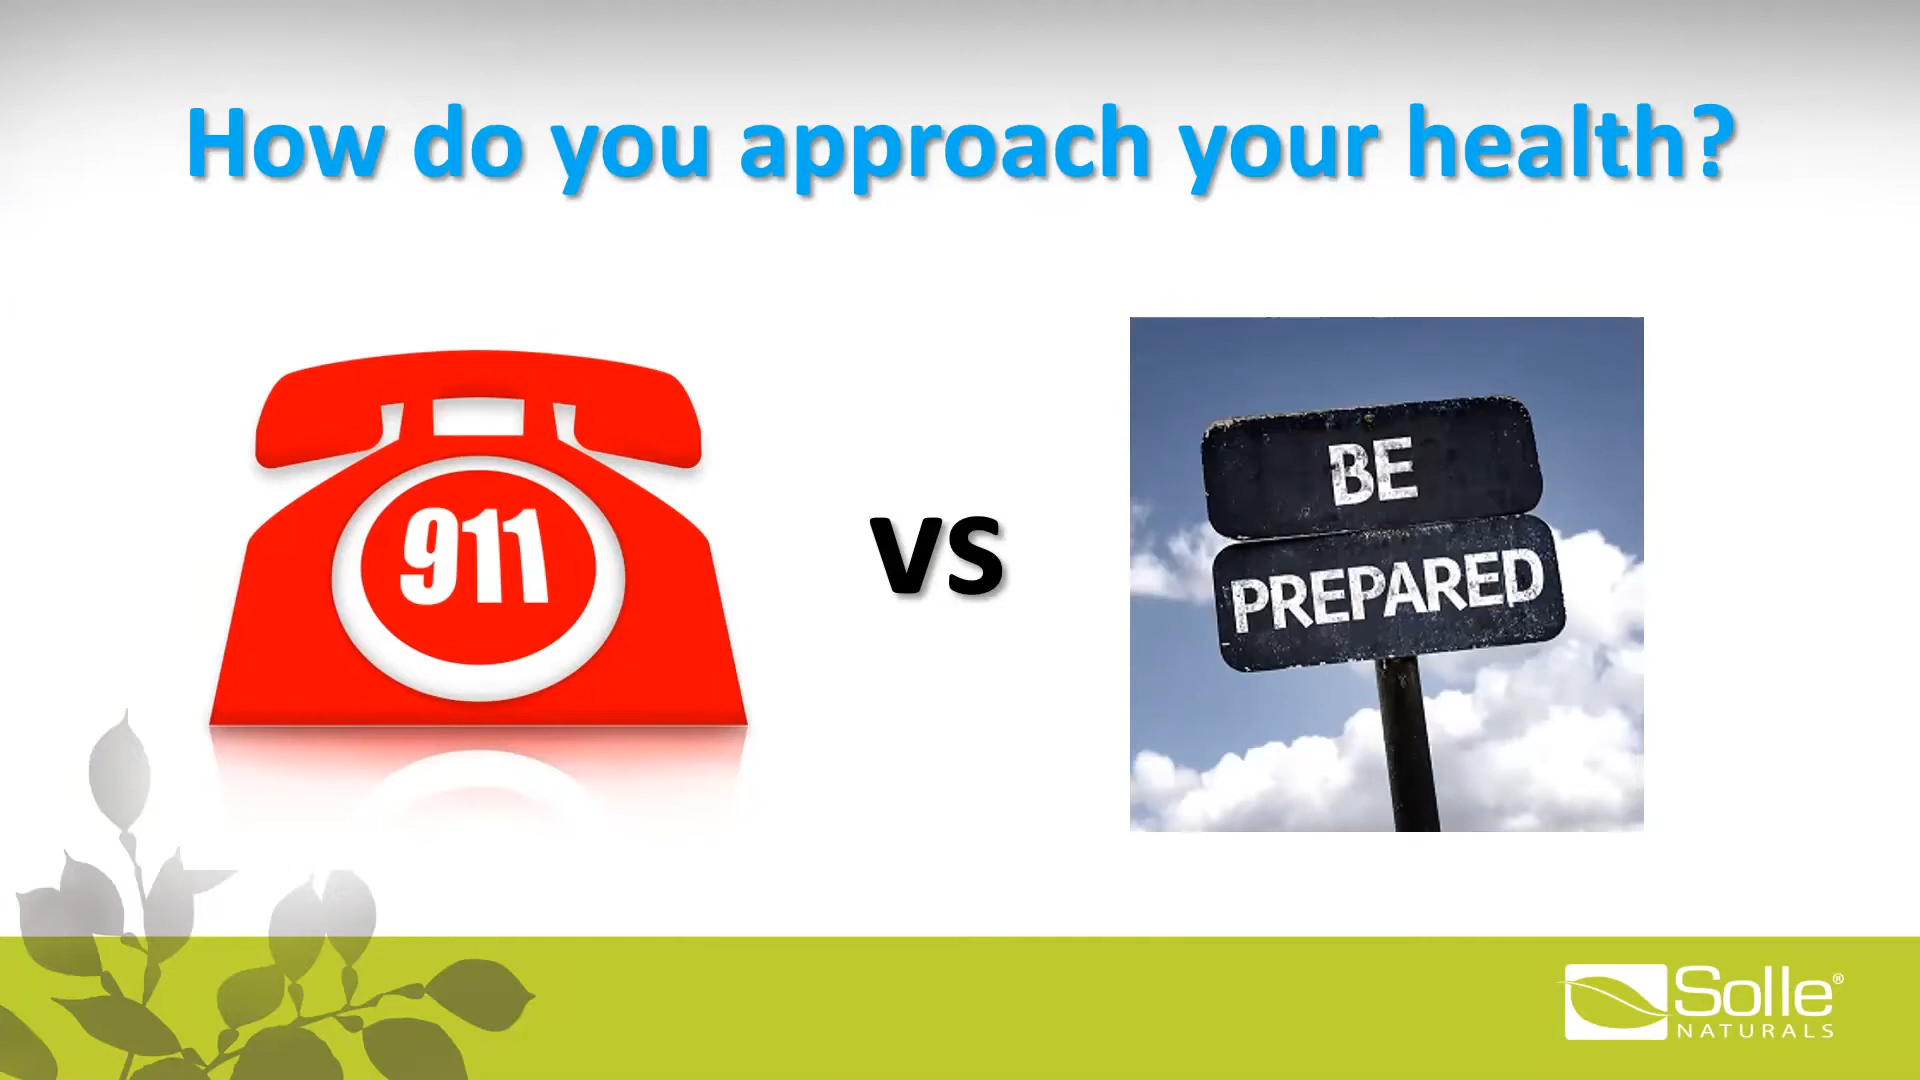 How do you approach your health?
911
vs
BE
PREPARED
Solle®
NATURALS